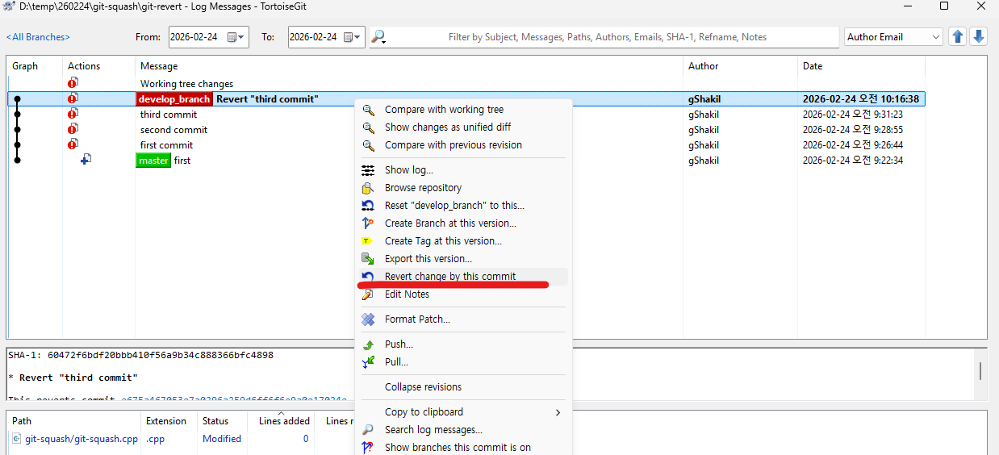 D:\temp\260224\git-squash\git-revert - Log Messages - TortoiseGit
<All Branches> From: 2026-02-24 To: 2026-02-24 Filter by Subject, Messages, Paths, Authors, Emails, SHA-1, Refname, Notes Author Email
Graph Actions Message Author Date
Working tree changes
develop_branch Revert "third commit" gShakil 2026-02-24 오전 10:16:38
third commit gShakil 2026-02-24 오전 9:31:23
second commit gShakil 2026-02-24 오전 9:28:55
first commit gShakil 2026-02-24 오전 9:26:44
master first gShakil 2026-02-24 오전 9:22:34
Compare with working tree
Show changes as unified diff
Compare with previous revision
Show log...
Browse repository
Reset "develop_branch" to this...
Create Branch at this version...
Create Tag at this version...
Export this version...
Revert change by this commit
Edit Notes
Format Patch...
Push...
Pull...
Collapse revisions
Copy to clipboard
Search log messages...
Show branches this commit is on
SHA-1: 60472f6bdf20bbb410f56a9b34c888366bfc4898
* Revert "third commit"
This reverts commit
Path Extension Status Lines added Lines
git-squash/git-squash.cpp .cpp Modified 0